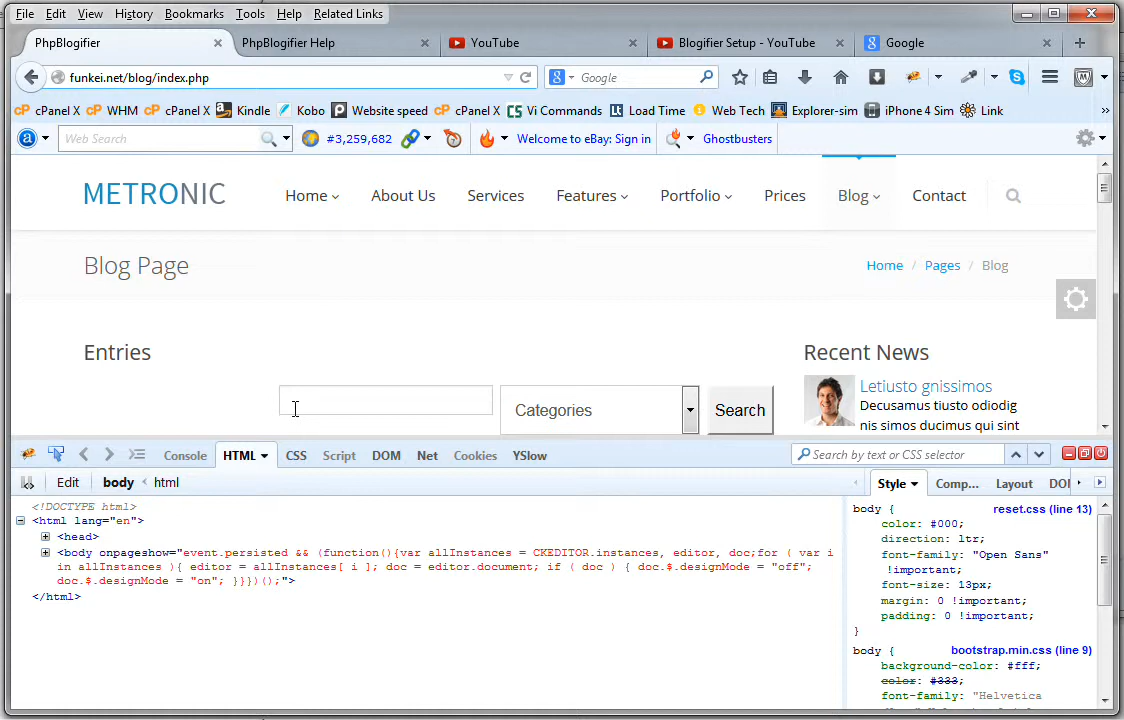 File Edit View History Bookmarks Tools Help Related Links
PhpBlogifier PhpBlogifier Help YouTube Blogifier Setup - YouTube Google
funkei.net/blog/index.php Google
cPanel X WHM cPanel X Kindle Kobo Website speed cPanel X Vi Commands Load Time Web Tech Explorer-sim iPhone 4 Sim Link
Web Search #3,259,682 Welcome to eBay: Sign in Ghostbusters
METRONIC Home About Us Services Features Portfolio Prices Blog Contact
Blog Page Home / Pages / Blog
Entries Recent News
Categories Search
Letiusto gnissimos
Decusamus tiusto odiodig
nis simos ducimus qui sint
Console HTML CSS Script DOM Net Cookies YSlow Search by text or CSS selector
Edit body < html Style Comp... Layout DOI
<!DOCTYPE html>
<html lang="en">
<head>
<body onpageshow="event.persisted && (function(){var allInstances = CKEDITOR.instances, editor, doc;for ( var i
in allInstances ){ editor = allInstances[ i ]; doc = editor.document; if ( doc ) { doc.$.designMode = "off";
doc.$.designMode = "on"; }}})();">
</html>
body { reset.css (line 13)
color: #000;
direction: ltr;
font-family: "Open Sans"
!important;
font-size: 13px;
margin: 0 !important;
padding: 0 !important;
}
body { bootstrap.min.css (line 9)
background-color: #fff;
color: #333;
font-family: "Helvetica